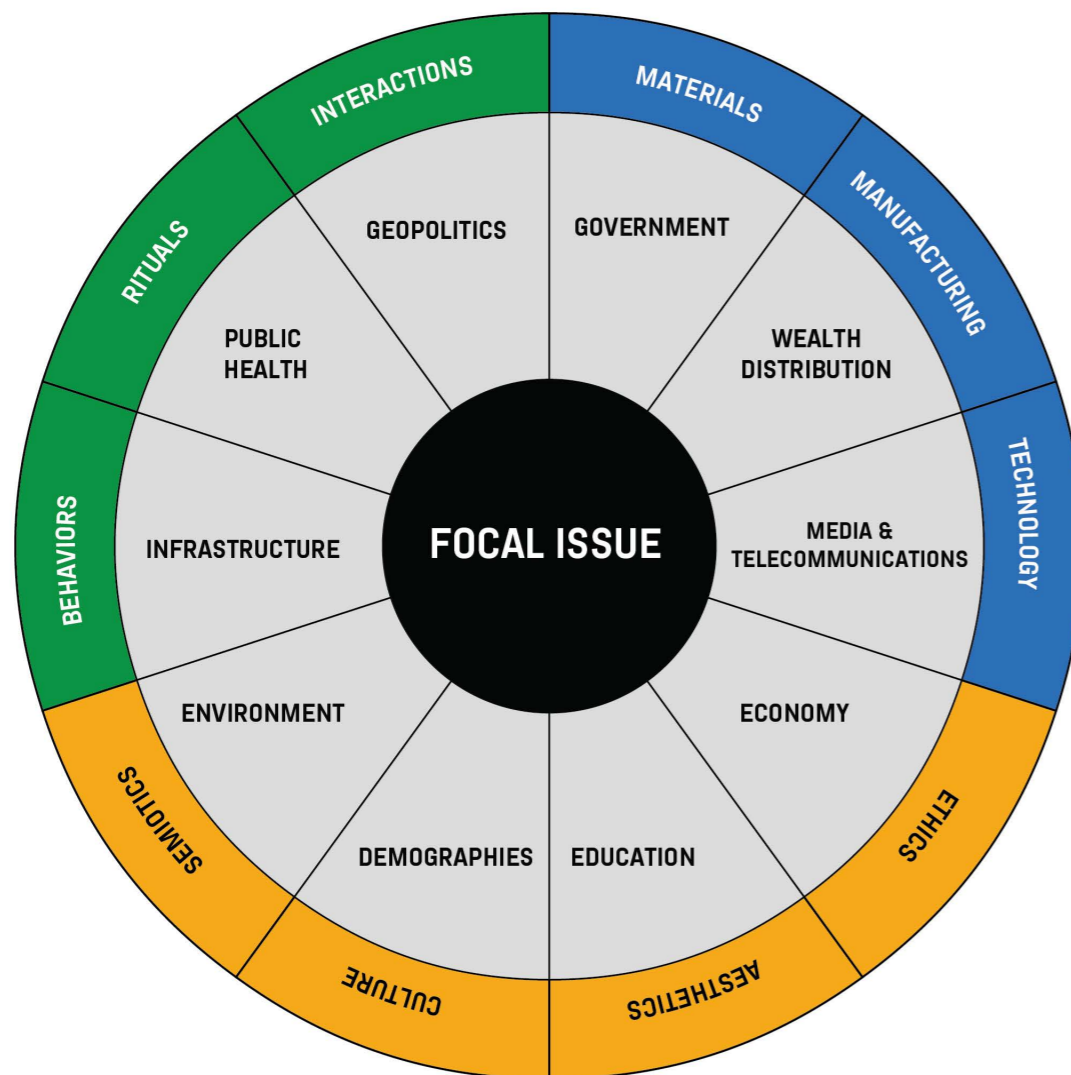 INTERACTIONS
MATERIALS
MANUFACTURING
TECHNOLOGY
ETHICS
AESTHETICS
CULTURE
SEMIOTICS
BEHAVIORS
RITUALS
GEOPOLITICS
GOVERNMENT
WEALTH
DISTRIBUTION
MEDIA &
TELECOMMUNICATIONS
ECONOMY
EDUCATION
DEMOGRAPHIES
ENVIRONMENT
INFRASTRUCTURE
PUBLIC
HEALTH
FOCAL ISSUE